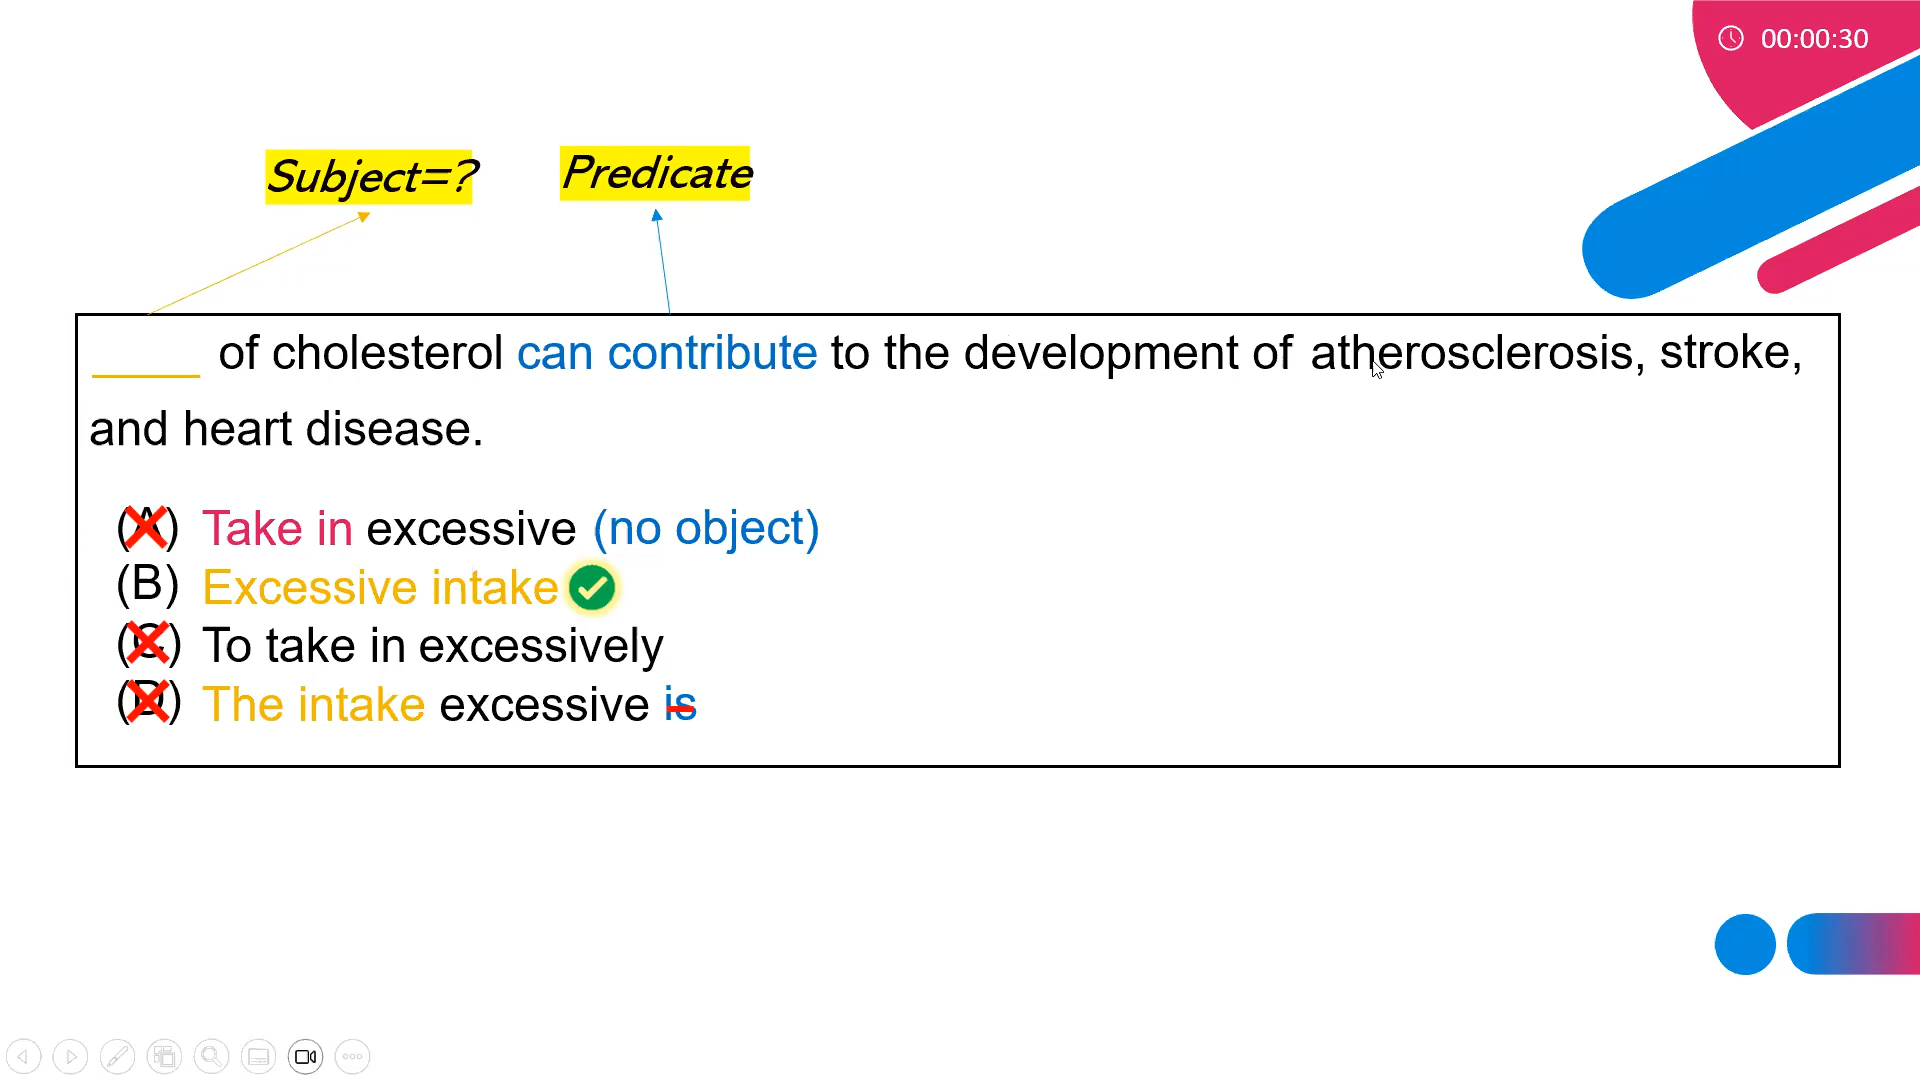 00:00:30
Subject=? Predicate
____ of cholesterol can contribute to the development of atherosclerosis, stroke,
and heart disease.
(A) Take in excessive (no object)
(B) Excessive intake
(C) To take in excessively
(D) The intake excessive is